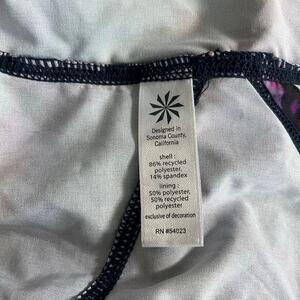 Designed in
Sonoma County,
California
shell :
86% recycled
polyester,
14% spandex
lining :
50% polyester,
50% recycled
polyester
exclusive of decoration
RN #54023